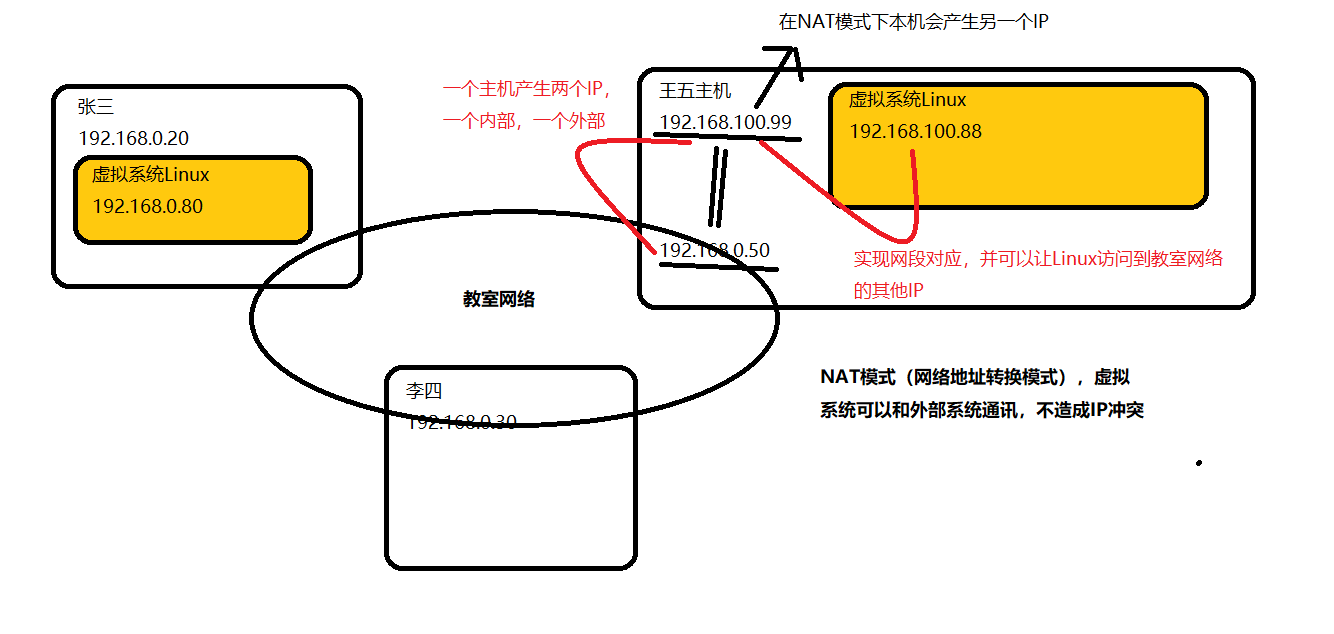 在NAT模式下本机会产生另一个IP
张三
192.168.0.20
虚拟系统Linux
192.168.0.80
一个主机产生两个IP，
一个内部，一个外部
王五主机
192.168.100.99
虚拟系统Linux
192.168.100.88
192.168.0.50
实现网段对应，并可以让Linux访问到教室网络
的其他IP
教室网络
李四
192.168.0.30
NAT模式（网络地址转换模式），虚拟
系统可以和外部系统通讯，不造成IP冲突